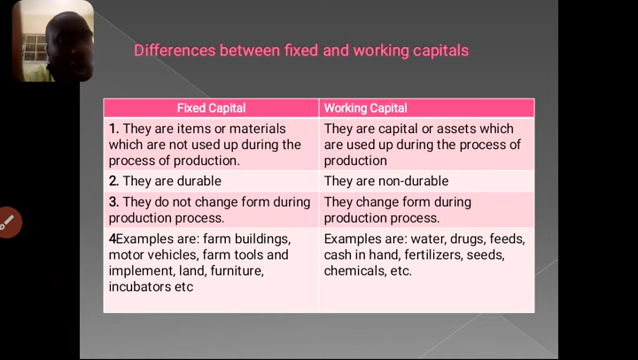 Differences between fixed and working capitals
Fixed Capital
Working Capital
1. They are items or materials
which are not used up during the
process of production.
They are capital or assets which
are used up during the process of
production
2. They are durable
They are non-durable
3. They do not change form during
production process.
They change form during
production process.
4Examples are: farm buildings,
motor vehicles, farm tools and
implement, land, furniture,
incubators etc
Examples are: water, drugs, feeds,
cash in hand, fertilizers, seeds,
chemicals, etc.